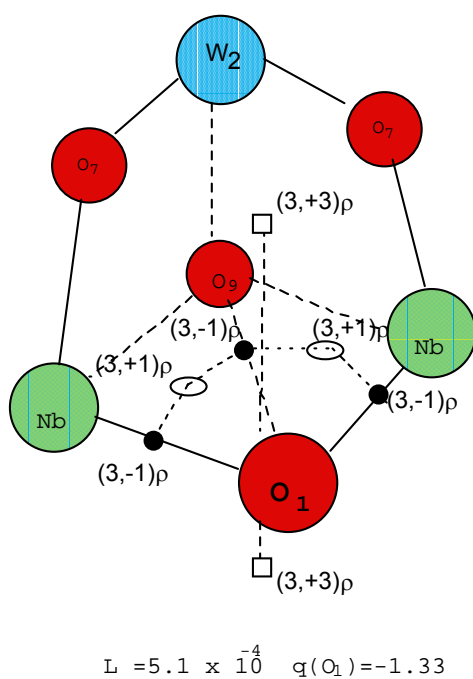 W2
O7
O7
(3,+3)ρ
O9
(3,-1)ρ (3,+1)ρ
Nb
(3,+1)ρ
Nb
(3,-1)ρ
(3,-1)ρ
O1
(3,+3)ρ
L =5.1 x 10-4 q(O1)=-1.33